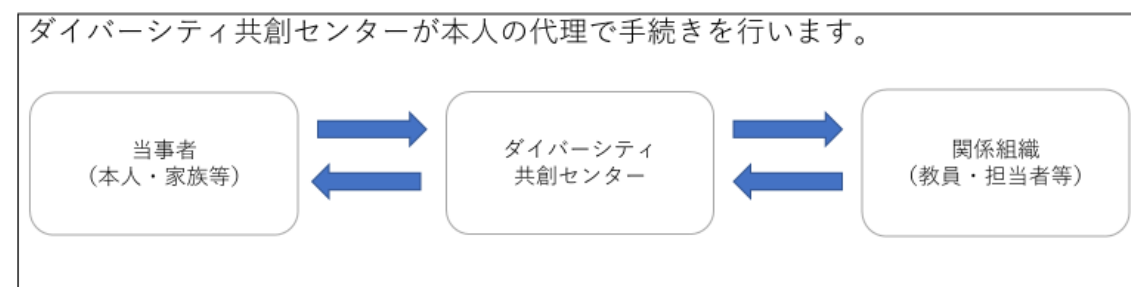 ダイバーシティ共創センターが本人の代理で手続きを行います。
当事者
（本人・家族等）
ダイバーシティ
共創センター
関係組織
（教員・担当者等）